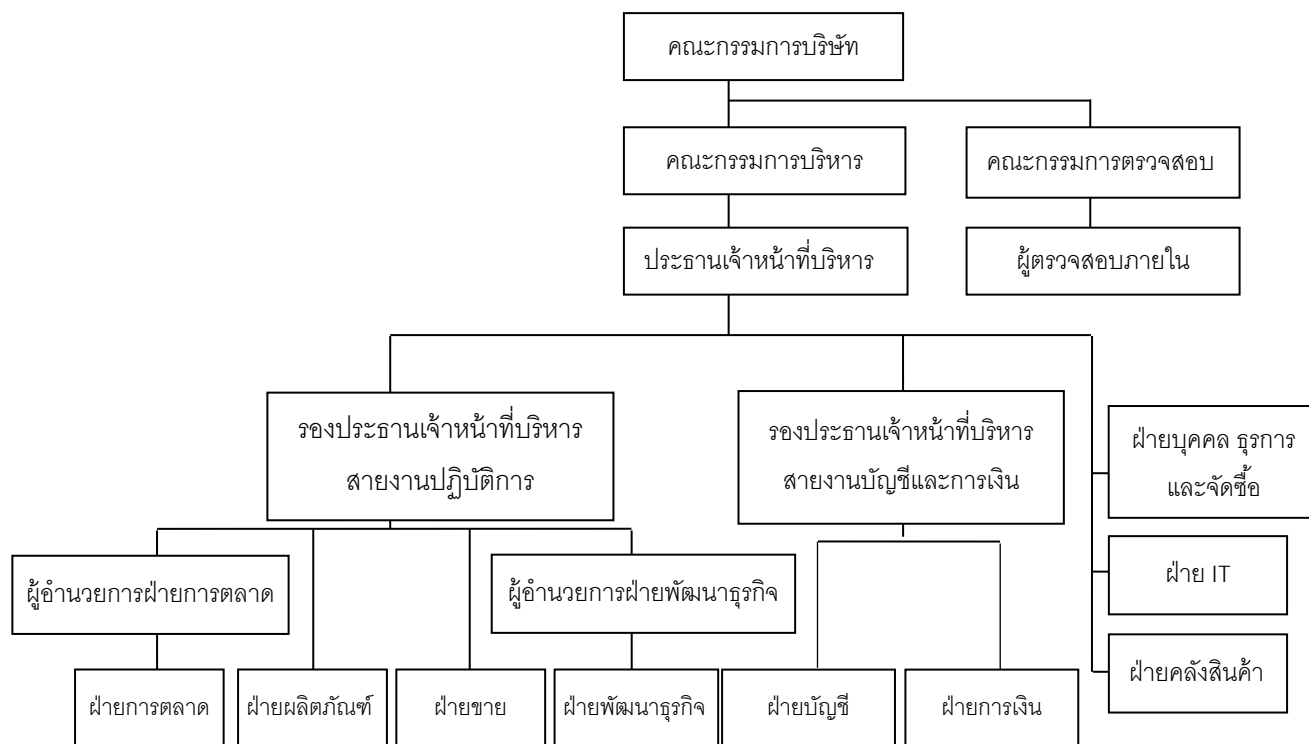 คณะกรรมการบริษัท
คณะกรรมการบริหาร
คณะกรรมการตรวจสอบ
ประธานเจ้าหน้าที่บริหาร
ผู้ตรวจสอบภายใน
รองประธานเจ้าหน้าที่บริหาร
สายงานปฏิบัติการ
รองประธานเจ้าหน้าที่บริหาร
สายงานบัญชีและการเงิน
ฝ่ายบุคคล ธุรการ
และจัดซื้อ
ผู้อำนวยการฝ่ายการตลาด
ผู้อำนวยการฝ่ายพัฒนาธุรกิจ
ฝ่าย IT
ฝ่ายคลังสินค้า
ฝ่ายการตลาด
ฝ่ายผลิตภัณฑ์
ฝ่ายขาย
ฝ่ายพัฒนาธุรกิจ
ฝ่ายบัญชี
ฝ่ายการเงิน